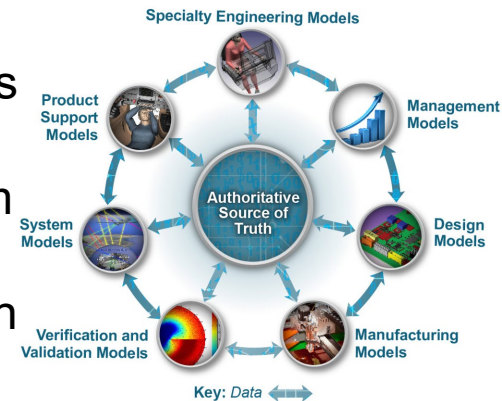 Specialty Engineering Models
s
Product
Support
Models
Management
Models
n
Authoritative
Source of
Truth
System
Models
Design
Models
n
Verification and
Validation Models
Manufacturing
Models
Key: Data